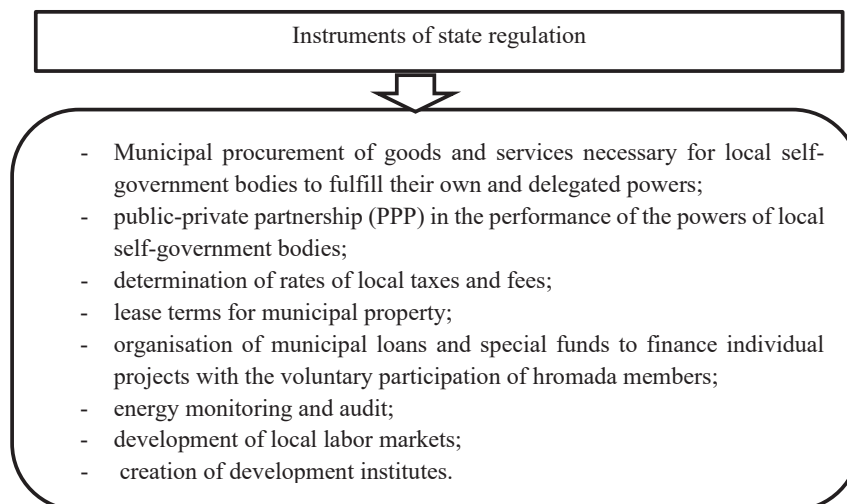 Instruments of state regulation
- Municipal procurement of goods and services necessary for local self-
government bodies to fulfill their own and delegated powers;
- public-private partnership (PPP) in the performance of the powers of local
self-government bodies;
- determination of rates of local taxes and fees;
- lease terms for municipal property;
- organisation of municipal loans and special funds to finance individual
projects with the voluntary participation of hromada members;
- energy monitoring and audit;
- development of local labor markets;
- creation of development institutes.